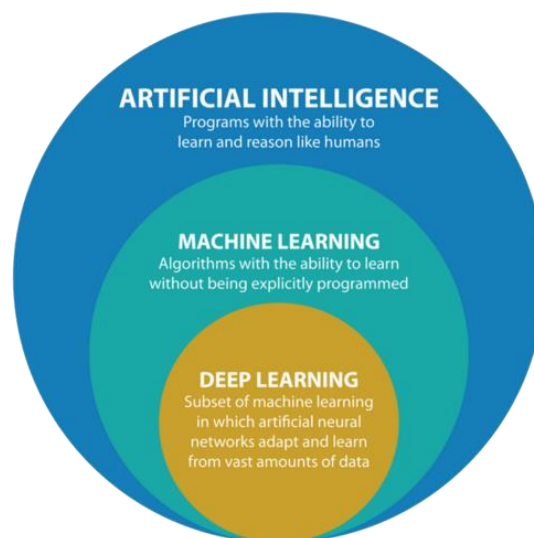 ARTIFICIAL INTELLIGENCE
Programs with the ability to
learn and reason like humans
MACHINE LEARNING
Algorithms with the ability to learn
without being explicitly programmed
DEEP LEARNING
Subset of machine learning
in which artificial neural
networks adapt and learn
from vast amounts of data